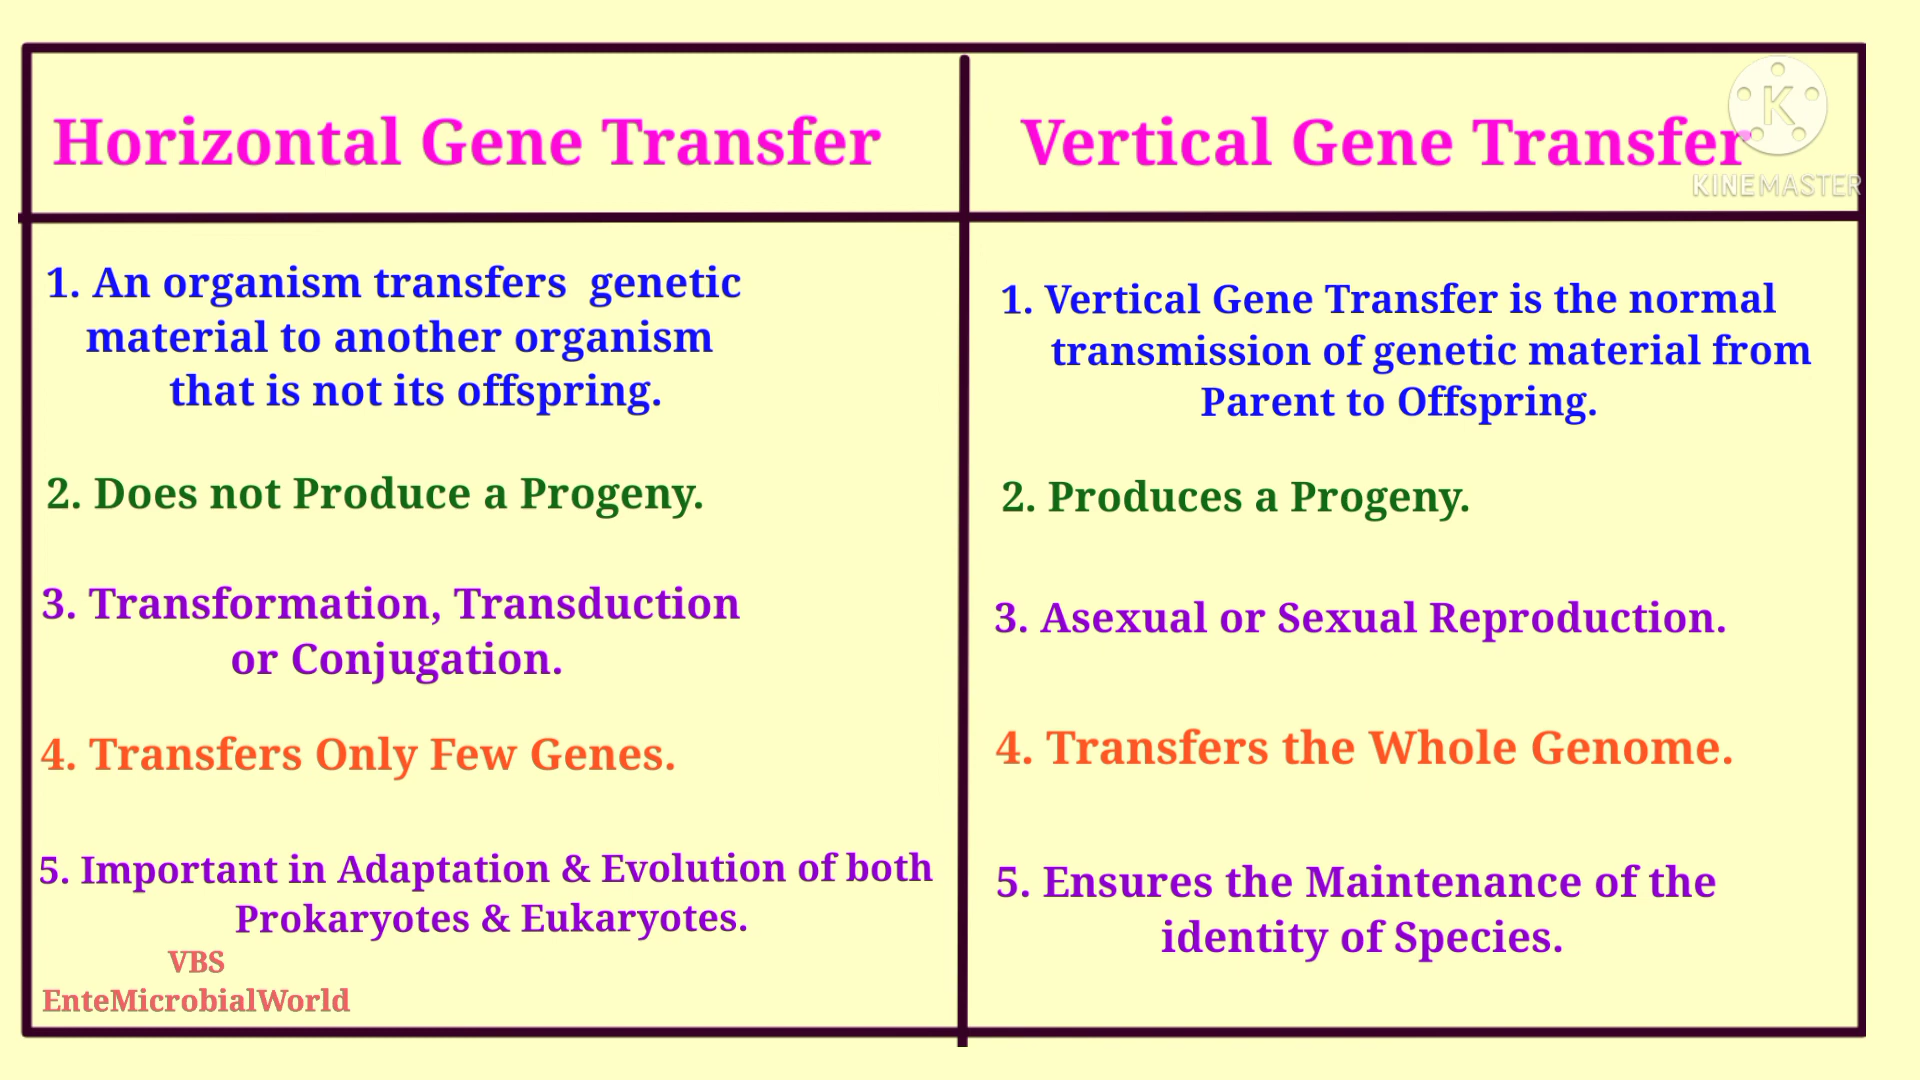 Horizontal Gene Transfer
Vertical Gene Transfer
KINEMASTER
1. An organism transfers genetic
material to another organism
that is not its offspring.
2. Does not Produce a Progeny.
3. Transformation, Transduction
or Conjugation.
4. Transfers Only Few Genes.
5. Important in Adaptation & Evolution of both
Prokaryotes & Eukaryotes.
VBS
EnteMicrobialWorld
1. Vertical Gene Transfer is the normal
transmission of genetic material from
Parent to Offspring.
2. Produces a Progeny.
3. Asexual or Sexual Reproduction.
4. Transfers the Whole Genome.
5. Ensures the Maintenance of the
identity of Species.